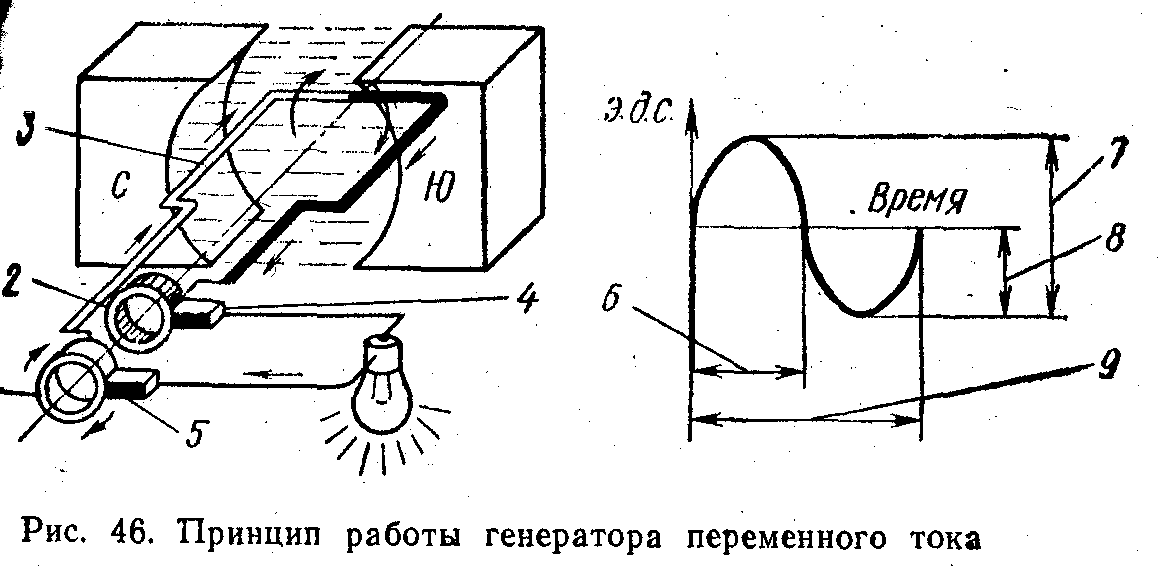 3
С
Ю
2
4
5
э.д.с.
Время
7
8
6
9
Рис. 46. Принцип работы генератора переменного тока